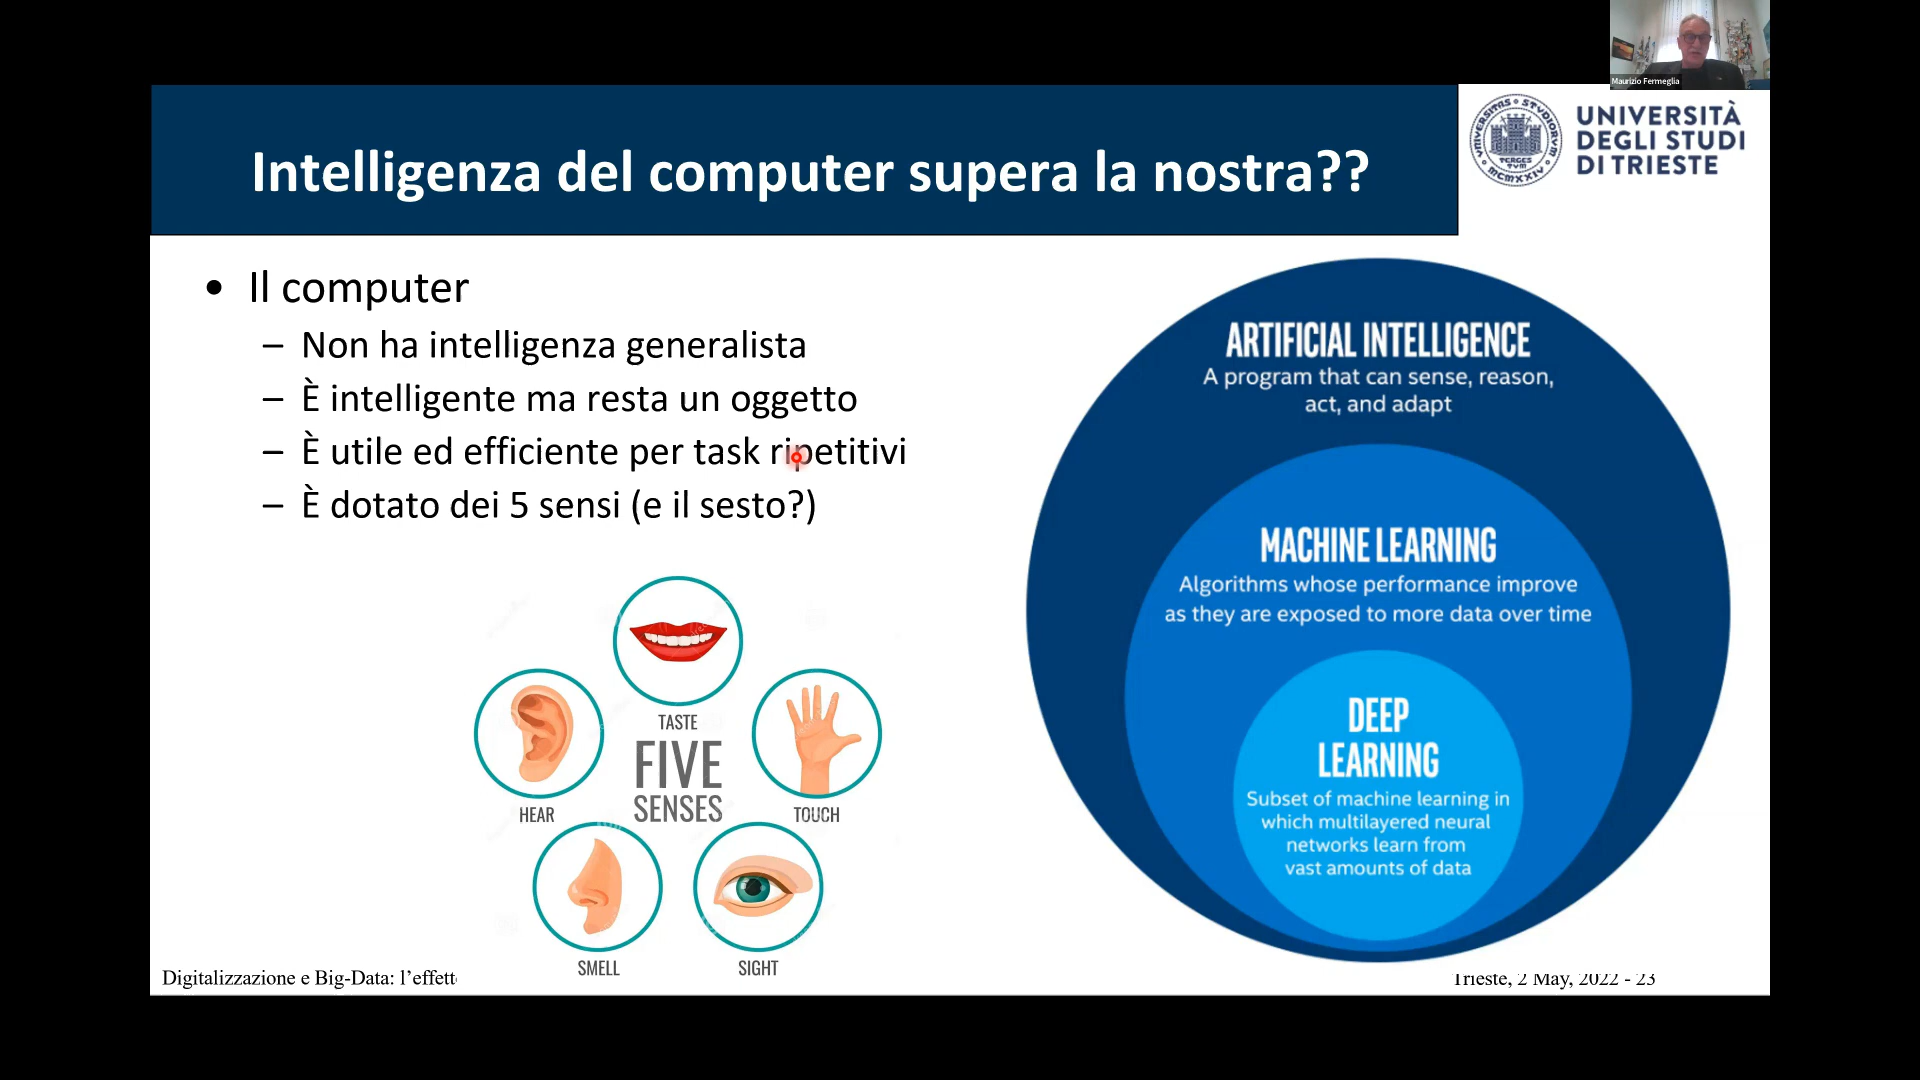 Maurizio Fermeglia
Intelligenza del computer supera la nostra??
UNIVERSITÀ
DEGLI STUDI
DI TRIESTE
• Il computer
– Non ha intelligenza generalista
– È intelligente ma resta un oggetto
– È utile ed efficiente per task ripetitivi
– È dotato dei 5 sensi (e il sesto?)
TASTE
FIVE
SENSES
HEAR
TOUCH
SMELL
SIGHT
ARTIFICIAL INTELLIGENCE
A program that can sense, reason,
act, and adapt
MACHINE LEARNING
Algorithms whose performance improve
as they are exposed to more data over time
DEEP
LEARNING
Subset of machine learning in
which multilayered neural
networks learn from
vast amounts of data
Digitalizzazione e Big-Data: l’effett
Trieste, 2 May, 2022 - 23